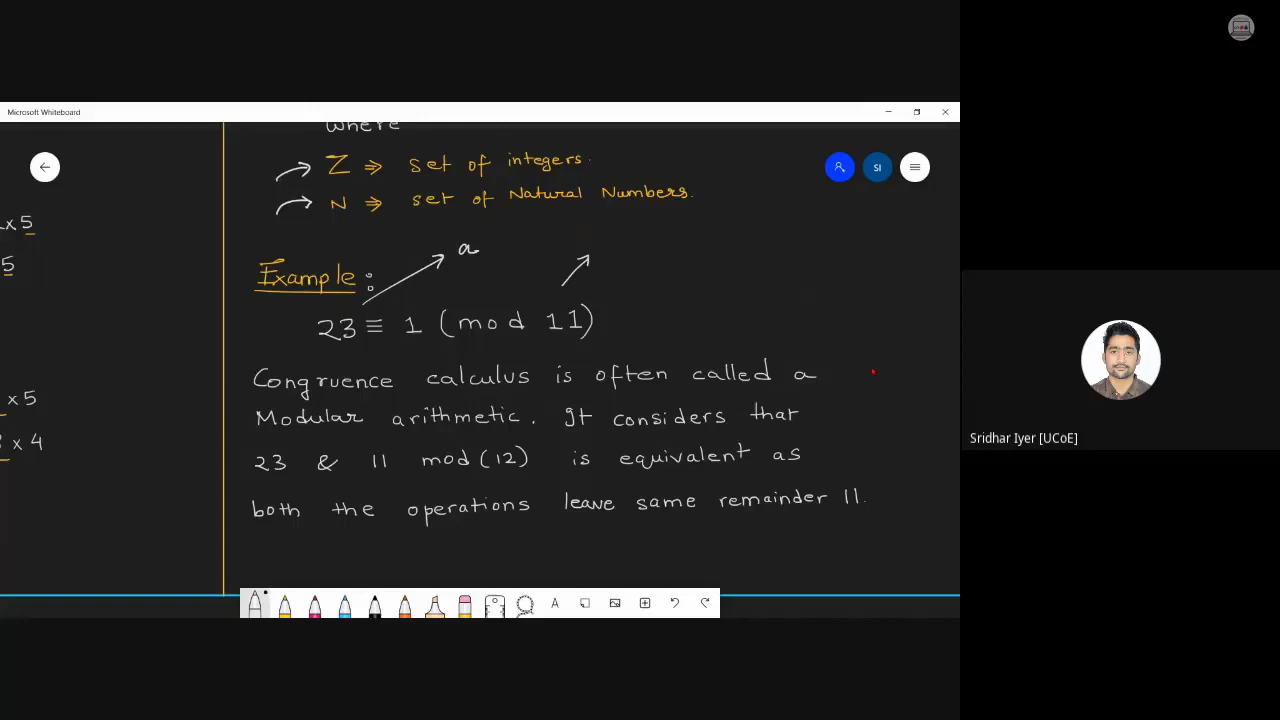 Microsoft Whiteboard
where
Z ⇒ set of integers.
N ⇒ set of Natural Numbers.
x 5
5
a
Example:
23 ≡ 1 (mod 11)
x 5
x 4
Congruence calculus is often called a
Modular arithmetic. It considers that
23 & 11 mod (12) is equivalent as
both the operations leave same remainder 11.
SI
Sridhar Iyer [UCoE]